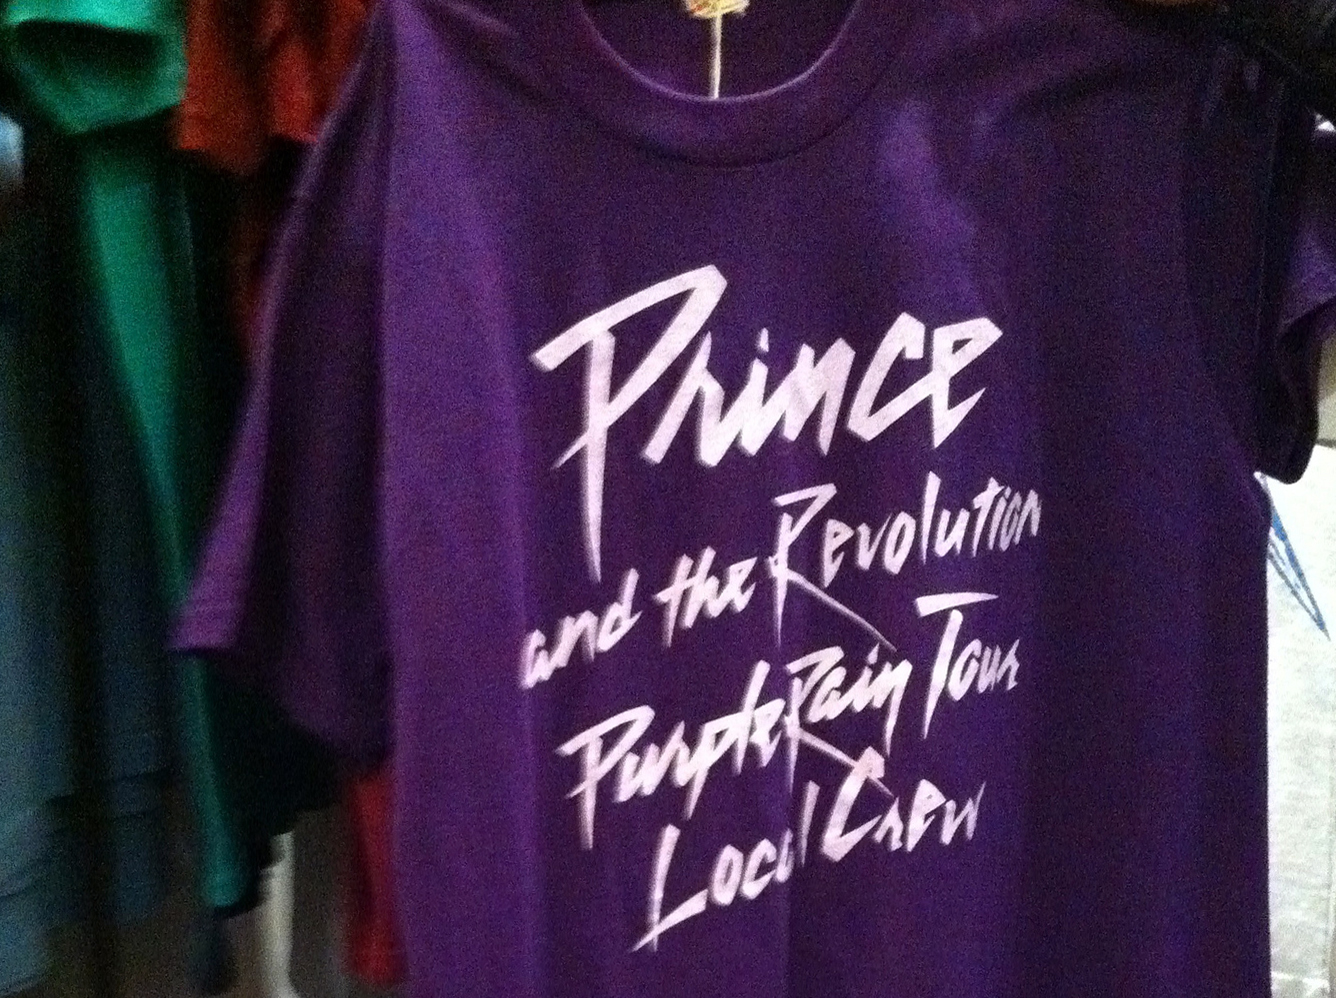 Prince
and the Revolution
Purple Rain Tour
Local Crew